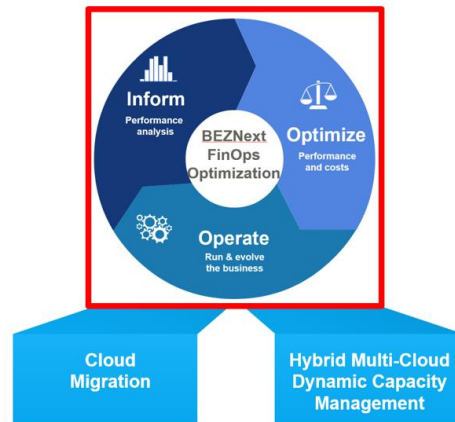 Inform
Performance
analysis
BEZNext
FinOps
Optimization
Optimize
Performance
and costs
Operate
Run & evolve
the business
Cloud
Migration
Hybrid Multi-Cloud
Dynamic Capacity
Management